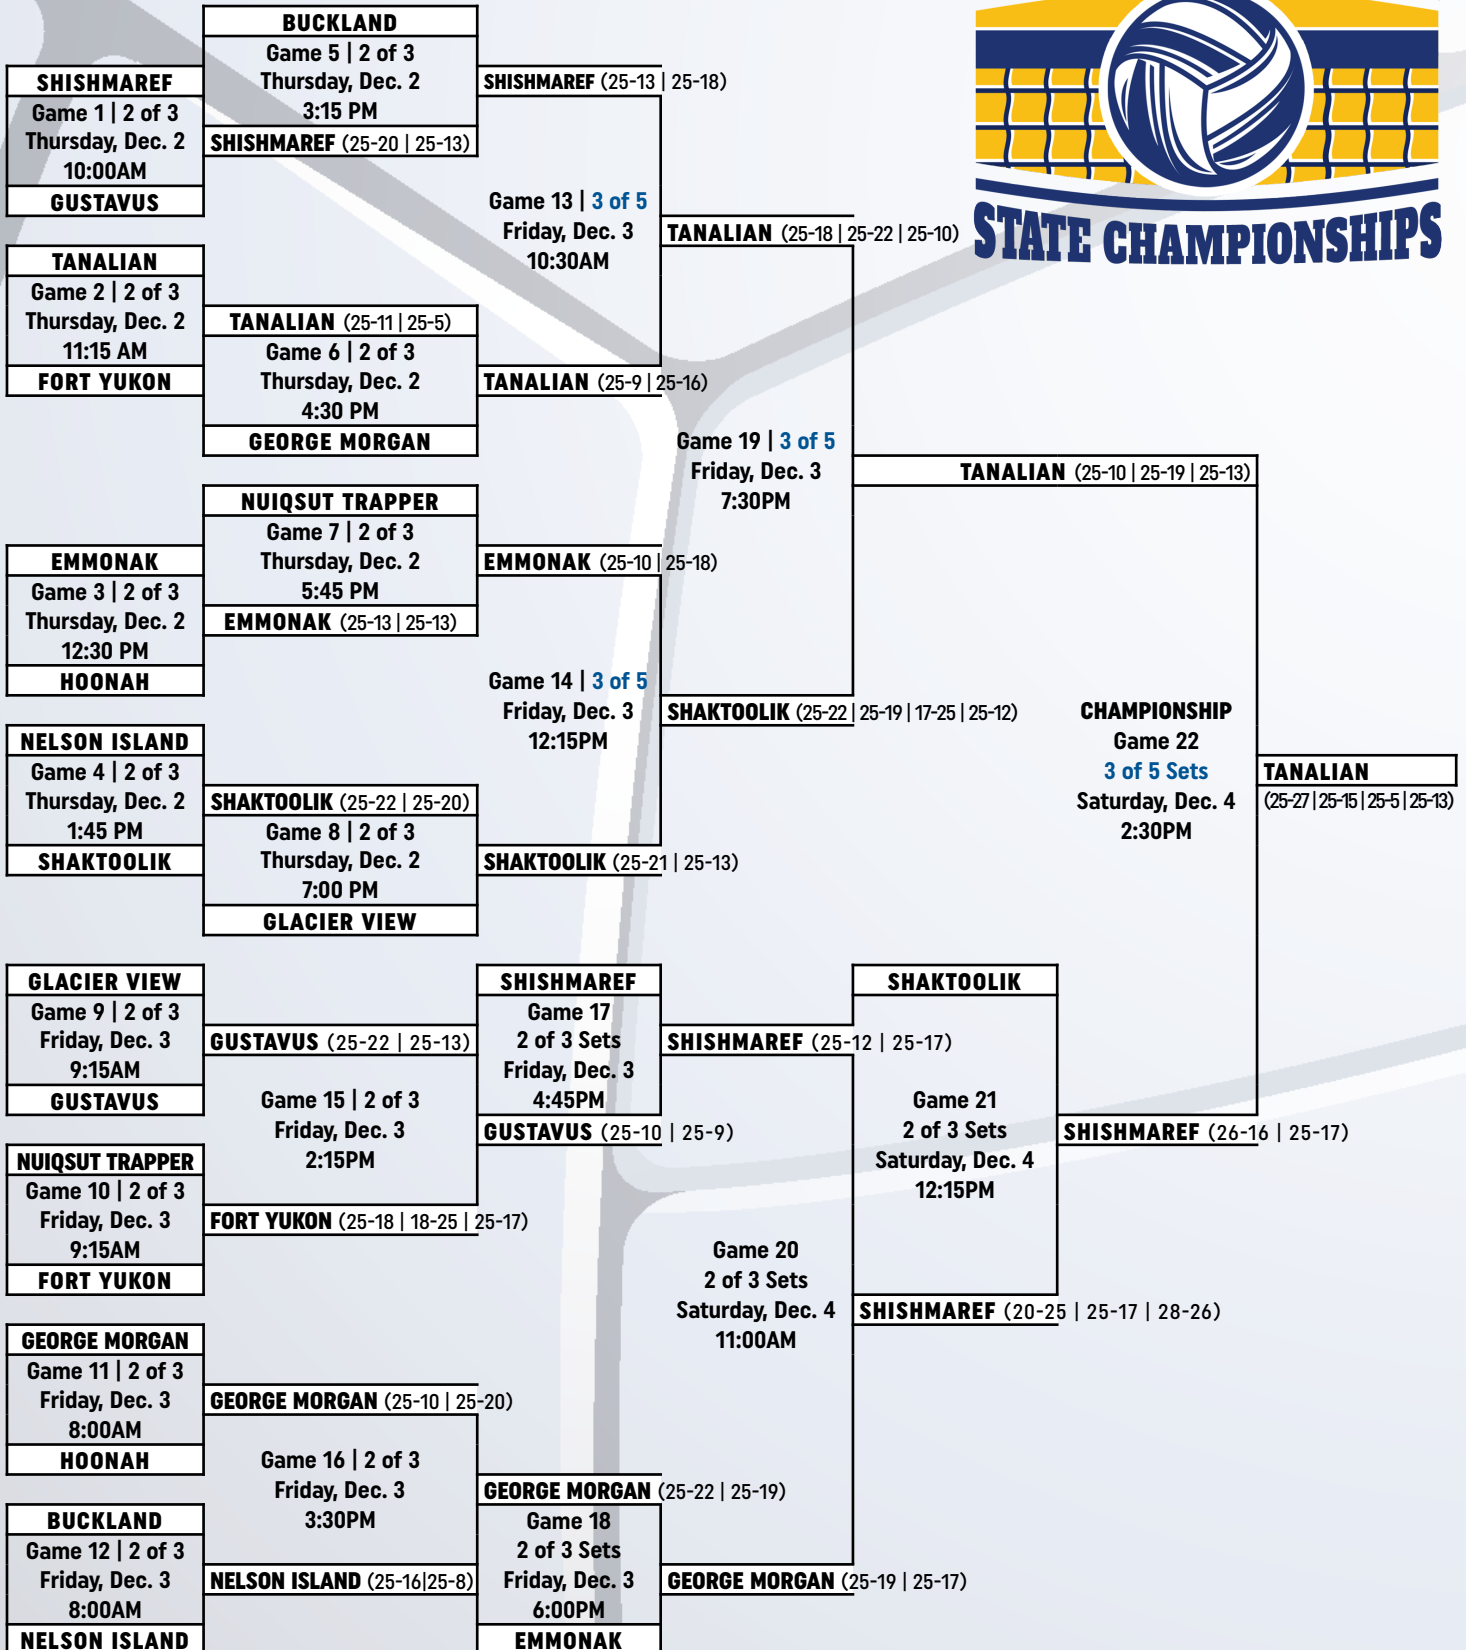 BUCKLAND
Game 5 | 2 of 3
Thursday, Dec. 2
3:15 PM
SHISHMAREF (25-20 | 25-13)
SHISHMAREF
Game 1 | 2 of 3
Thursday, Dec. 2
10:00AM
GUSTAVUS
SHISHMAREF (25-13 | 25-18)
Game 13 | 3 of 5
Friday, Dec. 3
10:30AM
TANALIAN (25-18 | 25-22 | 25-10)
STATE CHAMPIONSHIPS
TANALIAN
Game 2 | 2 of 3
Thursday, Dec. 2
11:15 AM
FORT YUKON
TANALIAN (25-11 | 25-5)
Game 6 | 2 of 3
Thursday, Dec. 2
4:30 PM
GEORGE MORGAN
TANALIAN (25-9 | 25-16)
Game 19 | 3 of 5
Friday, Dec. 3
7:30PM
TANALIAN (25-10 | 25-19 | 25-13)
NUIQSUT TRAPPER
Game 7 | 2 of 3
Thursday, Dec. 2
5:45 PM
EMMONAK (25-13 | 25-13)
EMMONAK
Game 3 | 2 of 3
Thursday, Dec. 2
12:30 PM
HOONAH
EMMONAK (25-10 | 25-18)
Game 14 | 3 of 5
Friday, Dec. 3
12:15PM
SHAKTOOLIK (25-22 | 25-19 | 17-25 | 25-12)
CHAMPIONSHIP
Game 22
3 of 5 Sets
Saturday, Dec. 4
2:30PM
TANALIAN
(25-27 | 25-15 | 25-5 | 25-13)
NELSON ISLAND
Game 4 | 2 of 3
Thursday, Dec. 2
1:45 PM
SHAKTOOLIK
SHAKTOOLIK (25-22 | 25-20)
Game 8 | 2 of 3
Thursday, Dec. 2
7:00 PM
GLACIER VIEW
SHAKTOOLIK (25-21 | 25-13)
GLACIER VIEW
Game 9 | 2 of 3
Friday, Dec. 3
9:15AM
GUSTAVUS
GUSTAVUS (25-22 | 25-13)
Game 15 | 2 of 3
Friday, Dec. 3
2:15PM
SHISHMAREF
Game 17
2 of 3 Sets
Friday, Dec. 3
4:45PM
GUSTAVUS (25-10 | 25-9)
SHISHMAREF (25-12 | 25-17)
SHAKTOOLIK
Game 21
2 of 3 Sets
Saturday, Dec. 4
12:15PM
SHISHMAREF (26-16 | 25-17)
NUIQSUT TRAPPER
Game 10 | 2 of 3
Friday, Dec. 3
9:15AM
FORT YUKON
FORT YUKON (25-18 | 18-25 | 25-17)
Game 20
2 of 3 Sets
Saturday, Dec. 4
11:00AM
SHISHMAREF (20-25 | 25-17 | 28-26)
GEORGE MORGAN
Game 11 | 2 of 3
Friday, Dec. 3
8:00AM
HOONAH
GEORGE MORGAN (25-10 | 25-20)
Game 16 | 2 of 3
Friday, Dec. 3
3:30PM
GEORGE MORGAN (25-22 | 25-19)
Game 18
2 of 3 Sets
Friday, Dec. 3
6:00PM
EMMONAK
GEORGE MORGAN (25-19 | 25-17)
BUCKLAND
Game 12 | 2 of 3
Friday, Dec. 3
8:00AM
NELSON ISLAND
NELSON ISLAND (25-16|25-8)